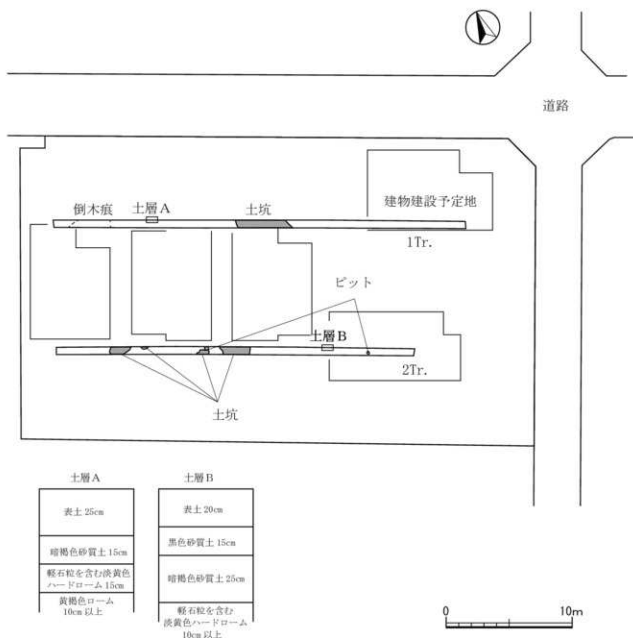 道路
倒木痕
土層A
土坑
建物建設予定地
1Tr.
ピット
土層B
2Tr.
土坑
土層A
表土 25cm
暗褐色砂質土 15cm
軽石粒を含む淡黄色
ハードローム 15cm
黄褐色ローム
10cm 以上
土層B
表土 20cm
黒色砂質土 15cm
暗褐色砂質土 25cm
軽石粒を含む
淡黄色ハードローム
10cm 以上
0
10m